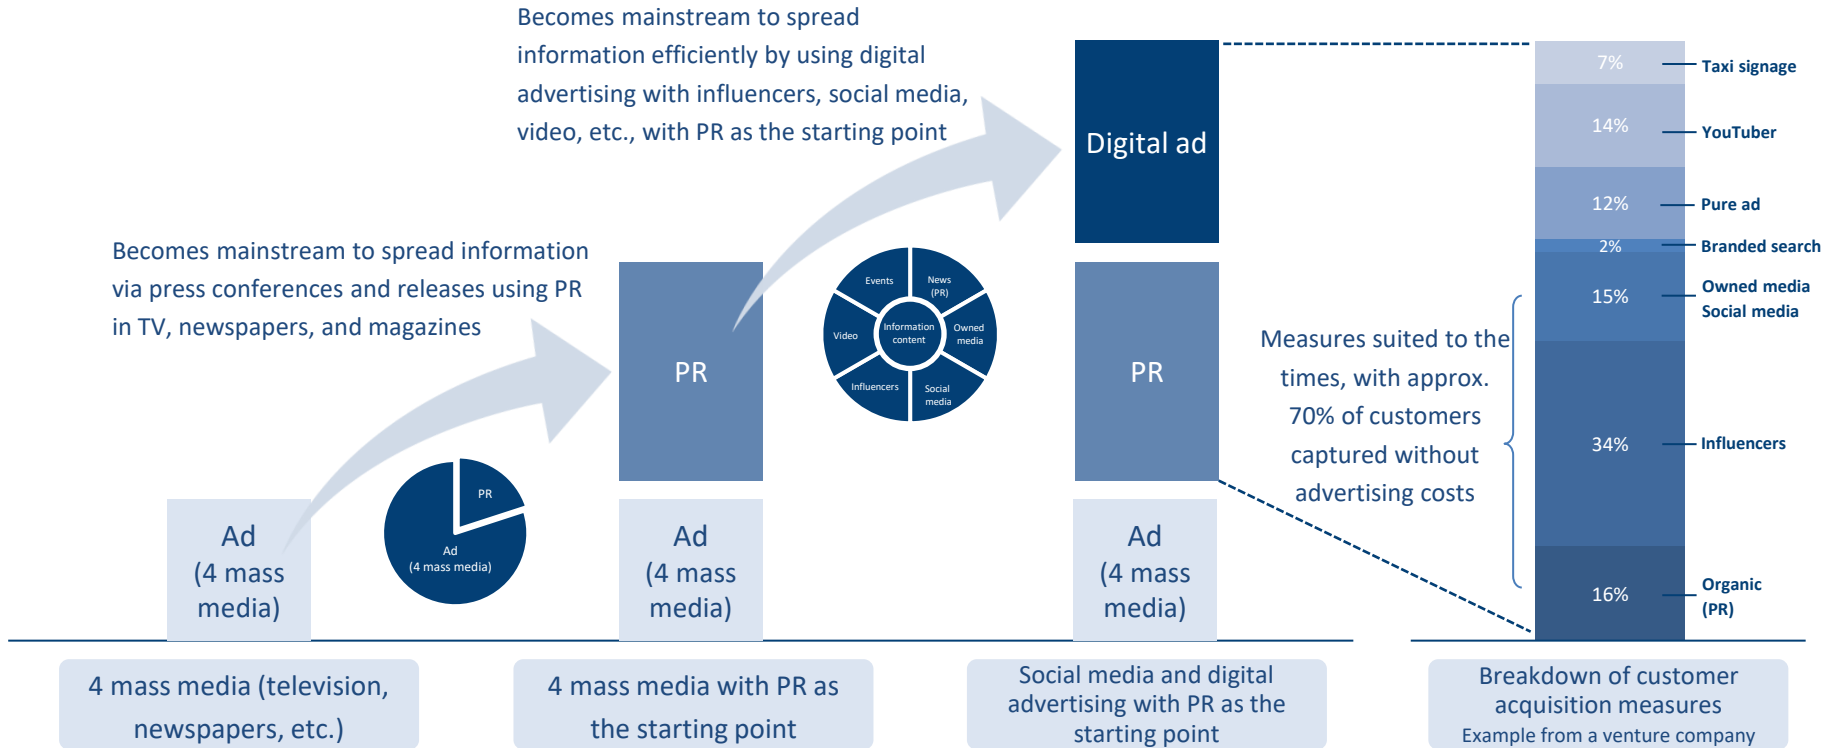 Becomes mainstream to spread
information efficiently by using digital
advertising with influencers, social media,
video, etc., with PR as the starting point
Becomes mainstream to spread information
via press conferences and releases using PR
in TV, newspapers, and magazines
Ad
(4 mass
media)
PR
Ad
(4 mass media)
PR
Ad
(4 mass
media)
Events
News
(PR)
Video
Information
content
Owned
media
Influencers
Social
media
Digital ad
PR
Ad
(4 mass
media)
Measures suited to the
times, with approx.
70% of customers
captured without
advertising costs
7%
Taxi signage
14%
YouTuber
12%
Pure ad
2%
Branded search
15%
Owned media
Social media
34%
Influencers
16%
Organic
(PR)
4 mass media (television,
newspapers, etc.)
4 mass media with PR as
the starting point
Social media and digital
advertising with PR as the
starting point
Breakdown of customer
acquisition measures
Example from a venture company